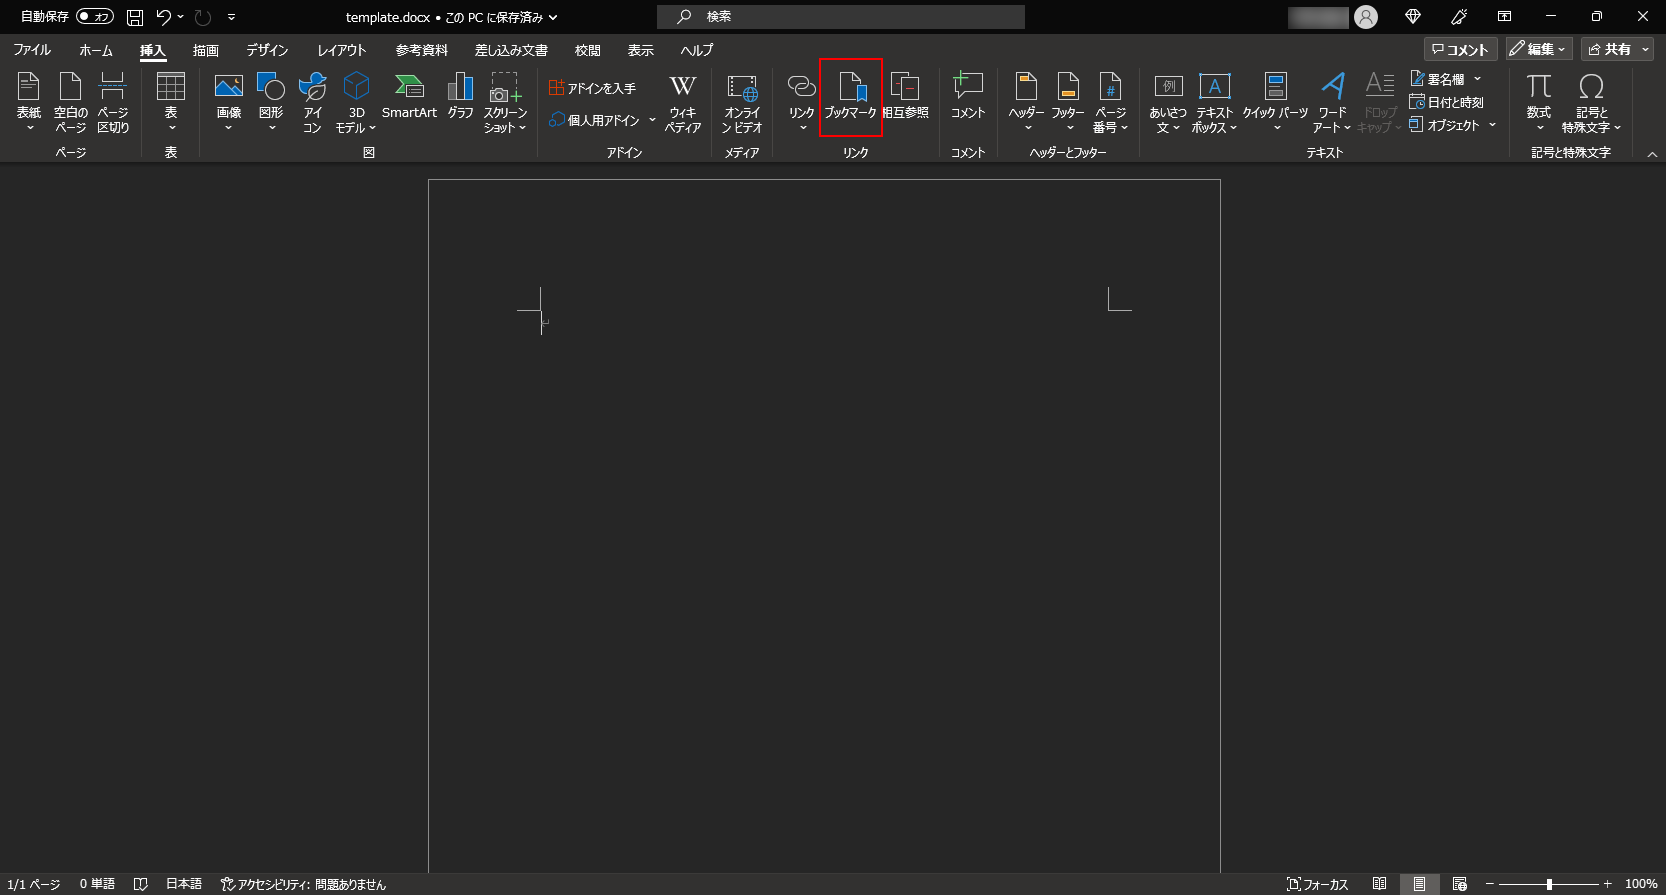 自動保存 オフ
template.docx • この PC に保存済み
検索
ファイル ホーム 挿入 描画 デザイン レイアウト 参考資料 差し込み文書 校閲 表示 ヘルプ
コメント 編集 共有
表紙
空白の
ページ
ページ
区切り
ページ
表
表
画像
図形
アイ
コン
3D
モデル
SmartArt
グラフ
スクリーン
ショット
図
アドインを入手
個人用アドイン
W
ウィキ
ペディア
アドイン
オンライ
ン ビデオ
メディア
リンク
ブックマーク
相互参照
リンク
コメント
コメント
ヘッダー
フッター
#
ページ
番号
ヘッダーとフッター
例
あいさつ
文
A
テキスト
ボックス
クイック パーツ
A
ワード
アート
A
ドロップ
キャップ
署名欄
日付と時刻
オブジェクト
テキスト
π
数式
Ω
記号と
特殊文字
記号と特殊文字
1/1 ページ 0 単語 日本語 アクセシビリティ: 問題ありません
フォーカス 100%